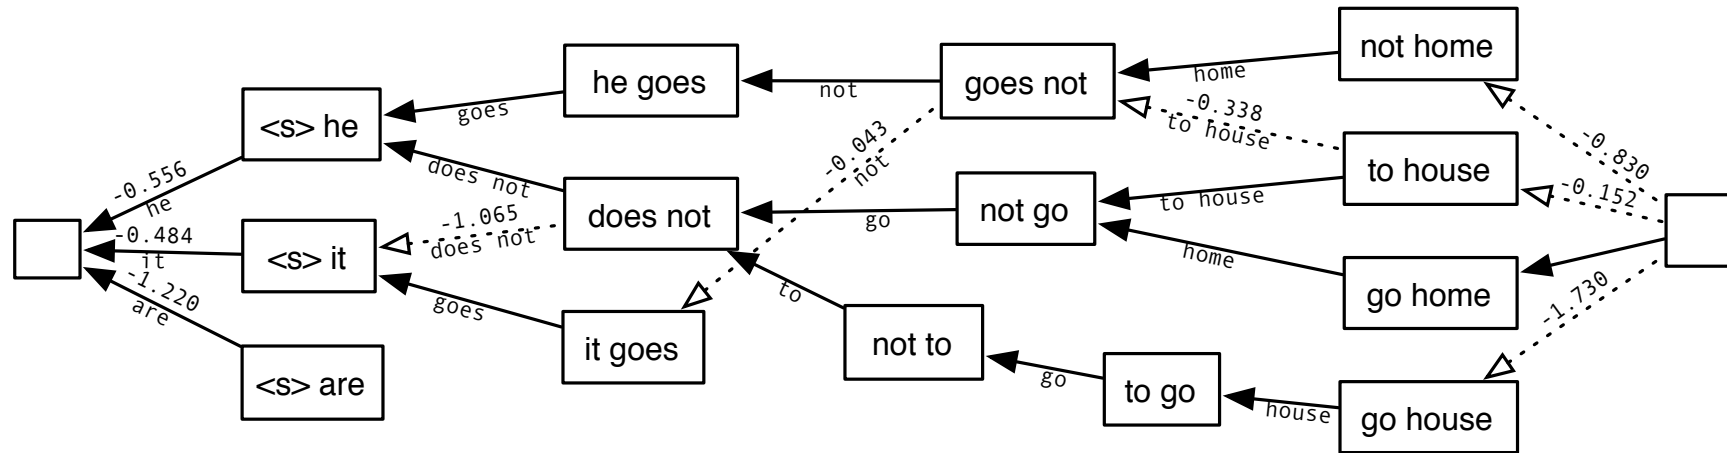 not home
he goes
goes not
home
-0.338
to house
not
goes
<s> he
-0.556
he
does not
-0.043
not
-0.830
to house
-0.152
does not
-1.065
does not
go
not go
to house
home
-0.484
it
<s> it
goes
-1.220
are
<s> are
it goes
to
not to
go
to go
house
go home
-1.730
go house